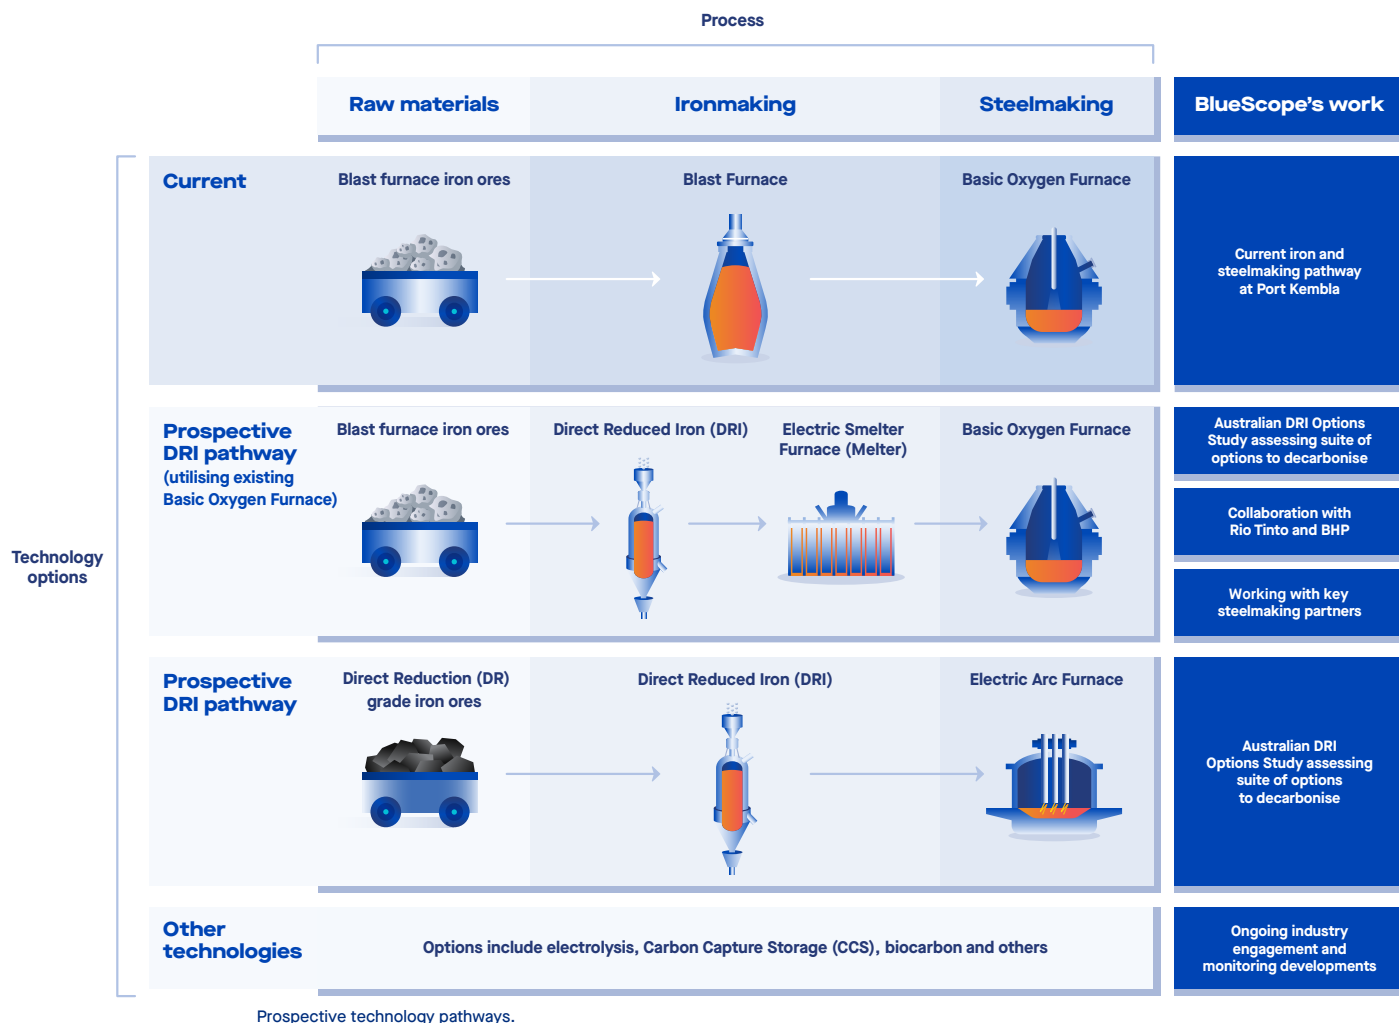 Process
Raw materials
Ironmaking
Steelmaking
BlueScope's work
Technology
options
Current
Blast furnace iron ores
Blast Furnace
Basic Oxygen Furnace
Current iron and
steelmaking pathway
at Port Kembla
Prospective
DRI pathway
(utilising existing
Basic Oxygen Furnace)
Blast furnace iron ores
Direct Reduced Iron (DRI)
Electric Smelter
Furnace (Melter)
Basic Oxygen Furnace
Australian DRI Options
Study assessing suite of
options to decarbonise
Collaboration with
Rio Tinto and BHP
Working with key
steelmaking partners
Prospective
DRI pathway
Direct Reduction (DR)
grade iron ores
Direct Reduced Iron (DRI)
Electric Arc Furnace
Australian DRI
Options Study assessing
suite of options
to decarbonise
Other
technologies
Options include electrolysis, Carbon Capture Storage (CCS), biocarbon and others
Ongoing industry
engagement and
monitoring developments
Prospective technology pathways.